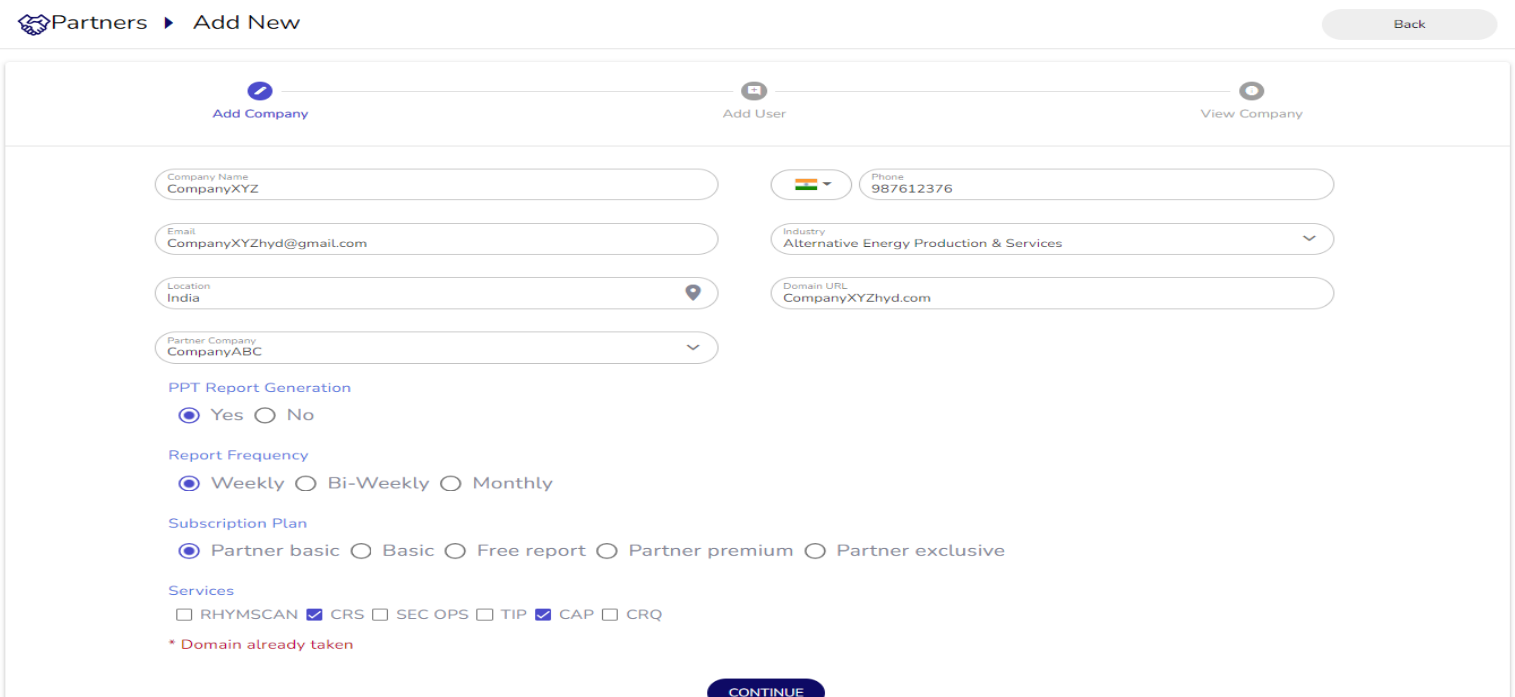 Partners Add New
Back
Add Company
Add User
View Company
Company Name
CompanyXYZ
Phone
987612376
Email
CompanyXYZhyd@gmail.com
Industry
Alternative Energy Production & Services
Location
India
Domain URL
CompanyXYZhyd.com
Partner Company
CompanyABC
PPT Report Generation
Yes No
Report Frequency
Weekly Bi-Weekly Monthly
Subscription Plan
Partner basic Basic Free report Partner premium Partner exclusive
Services
RHYMSCAN CRS SEC OPS TIP CAP CRQ
* Domain already taken
CONTINUE